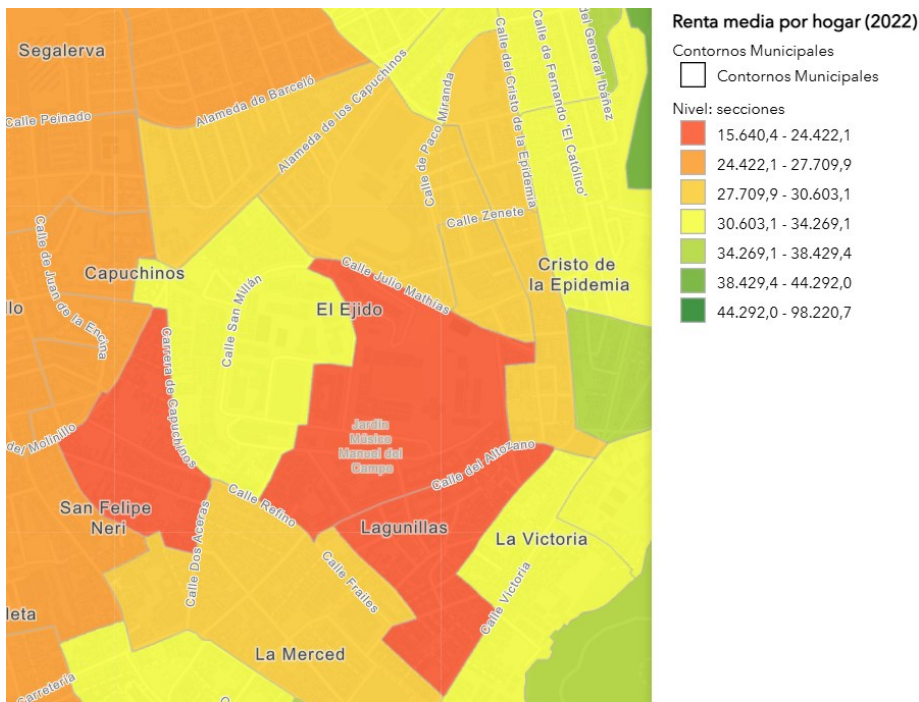 Segalerva
Calle Peinado
Alameda de Barceló
Alameda de los Capuchinos
Calle de Paco Miranda
Calle del Cristo de la Epidemia
Calle de Fernando 'El Católico'
del General Ibáñez
Calle Zenete
Cristo de
la Epidemia
Capuchinos
Calle de Juan de la Encina
llo
Calle San Millán
El Ejido
Calle Julio Mathias
Carrera de Capuchinos
del Molinillo
Jardín
Músico
Manuel del
Campo
Calle del Altozano
San Felipe
Neri
Calle Refino
Lagunillas
La Victoria
Calle Dos Aceras
Calle Frailes
Calle Victoria
leta
La Merced
Carretería
C
Renta media por hogar (2022)
Contornos Municipales
Contornos Municipales
Nivel: secciones
15.640,4 - 24.422,1
24.422,1 - 27.709,9
27.709,9 - 30.603,1
30.603,1 - 34.269,1
34.269,1 - 38.429,4
38.429,4 - 44.292,0
44.292,0 - 98.220,7